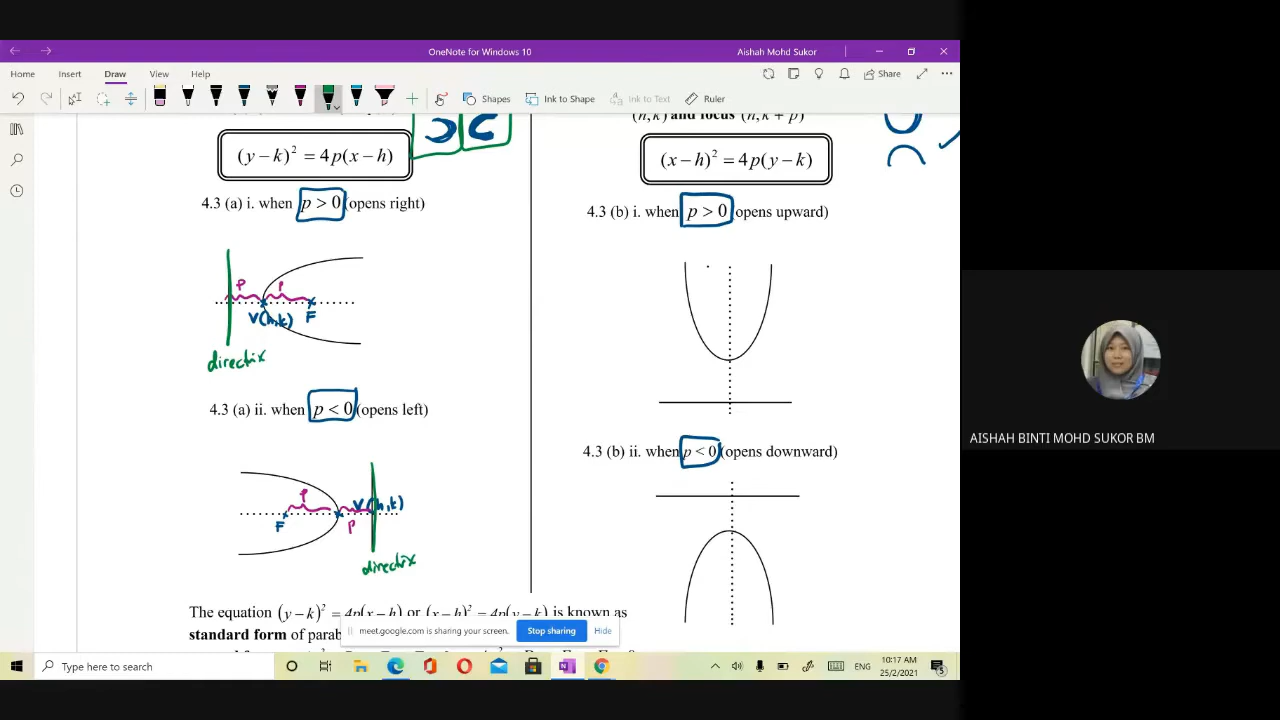 OneNote for Windows 10
Aishah Mohd Sukor
Home Insert Draw View Help
Share
Shapes Ink to Shape Ink to Text Ruler
(h, k) and focus (h, k + p)
(y − k)² = 4p(x − h)
(x − h)² = 4p(y − k)
4.3 (a) i. when p > 0 (opens right)
P P
V(h,k) F
directix
4.3 (a) ii. when p < 0 (opens left)
P V(h,k)
F P
directix
4.3 (b) i. when p > 0 (opens upward)
4.3 (b) ii. when p < 0 (opens downward)
The equation (y − k)² = 4p(x − h) or (x − h)² = 4p(y − k) is known as
standard form of parab
meet.google.com is sharing your screen. Stop sharing Hide
Type here to search
ENG
10:17 AM
25/2/2021
5
AISHAH BINTI MOHD SUKOR BM